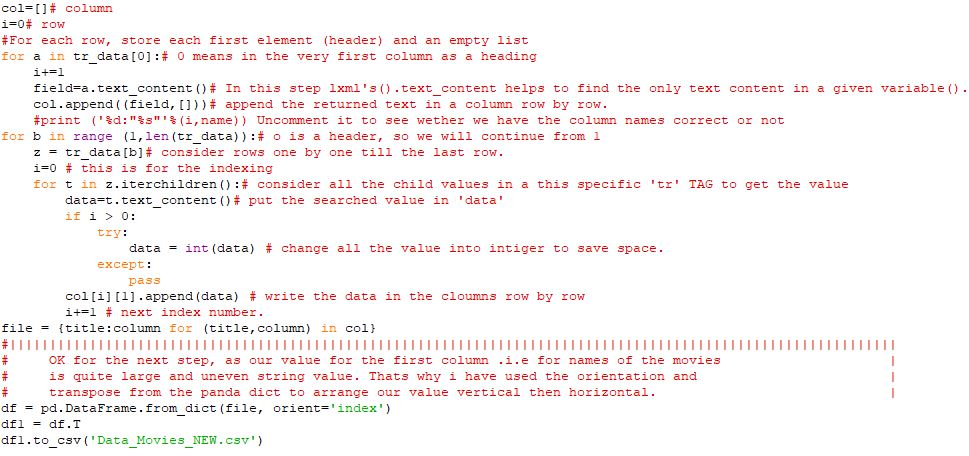 col=[]# column
i=0# row
#For each row, store each first element (header) and an empty list
for a in tr_data[0]:# 0 means in the very first column as a heading
    i+=1
    field=a.text_content()# In this step lxml's().text_content helps to find the only text content in a given variable().
    col.append((field,[]))# append the returned text in a column row by row.
    #print ('%d:"%s"'%(i,name)) Uncomment it to see wether we have the column names correct or not
for b in range (1,len(tr_data)):# o is a header, so we will continue from 1
    z = tr_data[b]# consider rows one by one till the last row.
    i=0 # this is for the indexing
    for t in z.iterchildren():# consider all the child values in a this specific 'tr' TAG to get the value
        data=t.text_content()# put the searched value in 'data'
        if i > 0:
            try:
                data = int(data) # change all the value into intiger to save space.
            except:
                pass
        col[i][1].append(data) # write the data in the cloumns row by row
        i+=1 # next index number.
file = {title:column for (title,column) in col}
#||||||||||||||||||||||||||||||||||||||||||||||||||||||||||||||||||||||||||||||||||||||||||||||||||||||||||||||
#     OK for the next step, as our value for the first column .i.e for names of the movies                     |
#     is quite large and uneven string value. Thats why i have used the orientation and                        |
#     transpose from the panda dict to arrange our value vertical then horizontal.                             |
df = pd.DataFrame.from_dict(file, orient='index')
df1 = df.T
df1.to_csv('Data_Movies_NEW.csv')